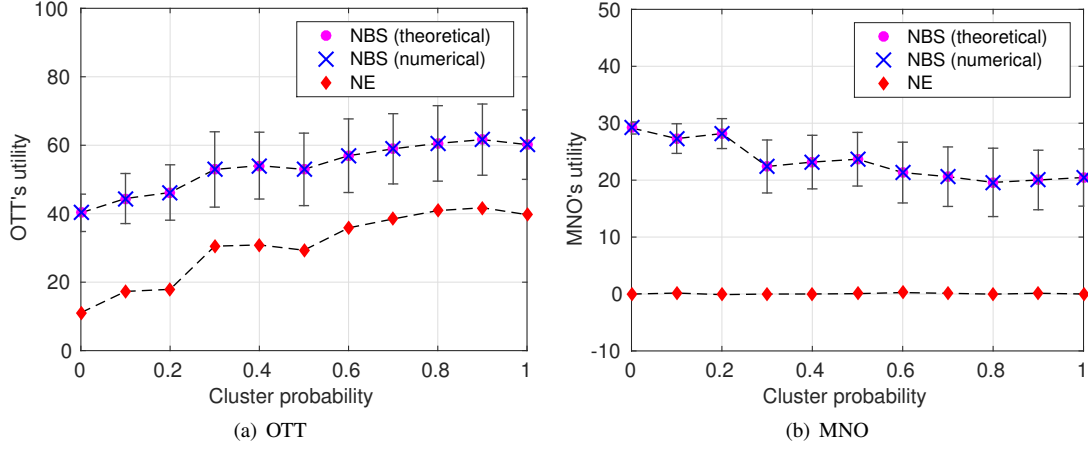 100
80
60
40
20
0
OTT's utility
NBS (theoretical)
NBS (numerical)
NE
0 0.2 0.4 0.6 0.8 1
Cluster probability
(a) OTT
50
40
30
20
10
0
-10
MNO's utility
NBS (theoretical)
NBS (numerical)
NE
0 0.2 0.4 0.6 0.8 1
Cluster probability
(b) MNO